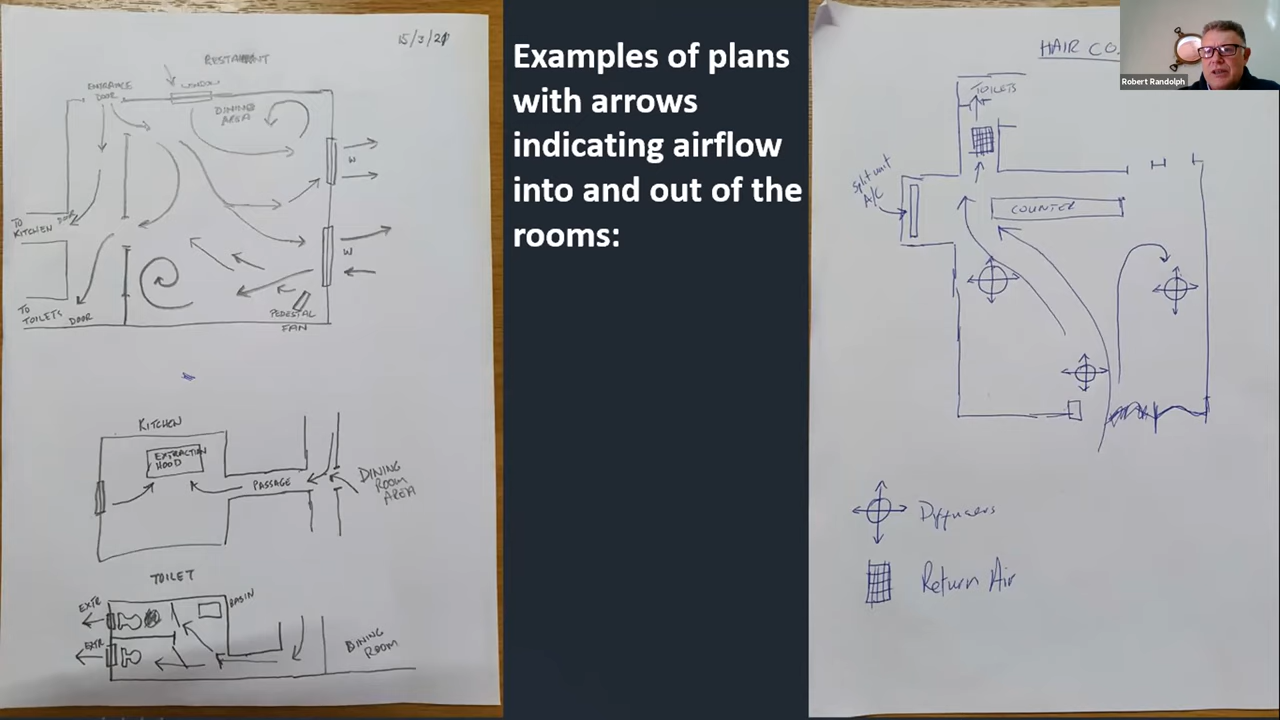 15/3/21
RESTAURANT
ENTRANCE
DOOR
WINDOW
DINING
AREA
W
TO
KITCHEN
DOOR
W
TO
TOILETS
DOOR
PEDESTAL
FAN
KITCHEN
EXTRACTION
HOOD
PASSAGE
DINING
ROOM
AREA
TOILET
EXTR
BASIN
EXTR
DINING
ROOM
Examples of plans
with arrows
indicating airflow
into and out of the
rooms:
HAIR CO
TOILETS
Split unit
A/C
COUNTER
Diffusers
Return Air
Robert Randolph